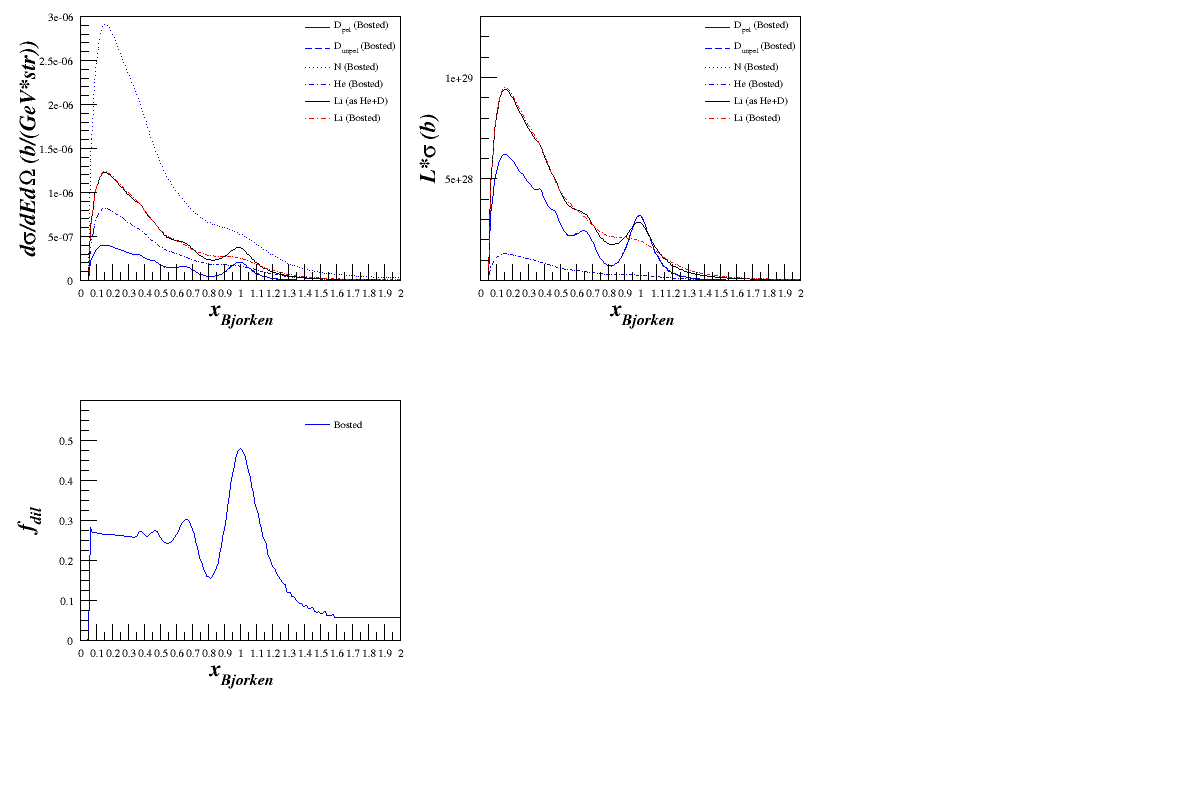 dσ/dEdΩ (b/(GeV*str))
3e-06
2.5e-06
2e-06
1.5e-06
1e-06
5e-07
0
D pol (Bosted)
D unpol (Bosted)
N (Bosted)
He (Bosted)
Li (as He+D)
Li (Bosted)
0 0.1 0.2 0.3 0.4 0.5 0.6 0.7 0.8 0.9 1 1.1 1.2 1.3 1.4 1.5 1.6 1.7 1.8 1.9 2
x Bjorken
L*σ (b)
1e+29
5e+28
D pol (Bosted)
D unpol (Bosted)
N (Bosted)
He (Bosted)
Li (as He+D)
Li (Bosted)
0 0.1 0.2 0.3 0.4 0.5 0.6 0.7 0.8 0.9 1 1.1 1.2 1.3 1.4 1.5 1.6 1.7 1.8 1.9 2
x Bjorken
f dil
0.5
0.4
0.3
0.2
0.1
0
Bosted
0 0.1 0.2 0.3 0.4 0.5 0.6 0.7 0.8 0.9 1 1.1 1.2 1.3 1.4 1.5 1.6 1.7 1.8 1.9 2
x Bjorken